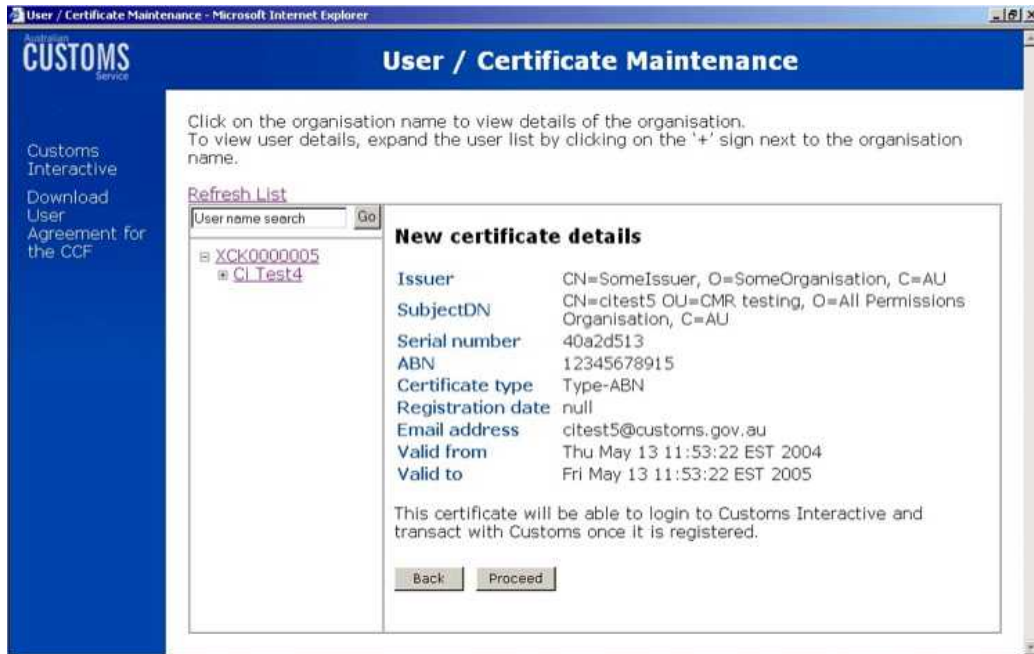 User / Certificate Maintenance - Microsoft Internet Explorer
Australian
CUSTOMS
Service
User / Certificate Maintenance
Customs
Interactive
Download
User
Agreement for
the CCF
Click on the organisation name to view details of the organisation.
To view user details, expand the user list by clicking on the '+' sign next to the organisation
name.
Refresh List
User name search Go
XCK0000005
CI Test4
New certificate details
Issuer CN=SomeIssuer, O=SomeOrganisation, C=AU
SubjectDN CN=citest5 OU=CMR testing, O=All Permissions
Organisation, C=AU
Serial number 40a2d513
ABN 12345678915
Certificate type Type-ABN
Registration date null
Email address citest5@customs.gov.au
Valid from Thu May 13 11:53:22 EST 2004
Valid to Fri May 13 11:53:22 EST 2005
This certificate will be able to login to Customs Interactive and
transact with Customs once it is registered.
Back Proceed